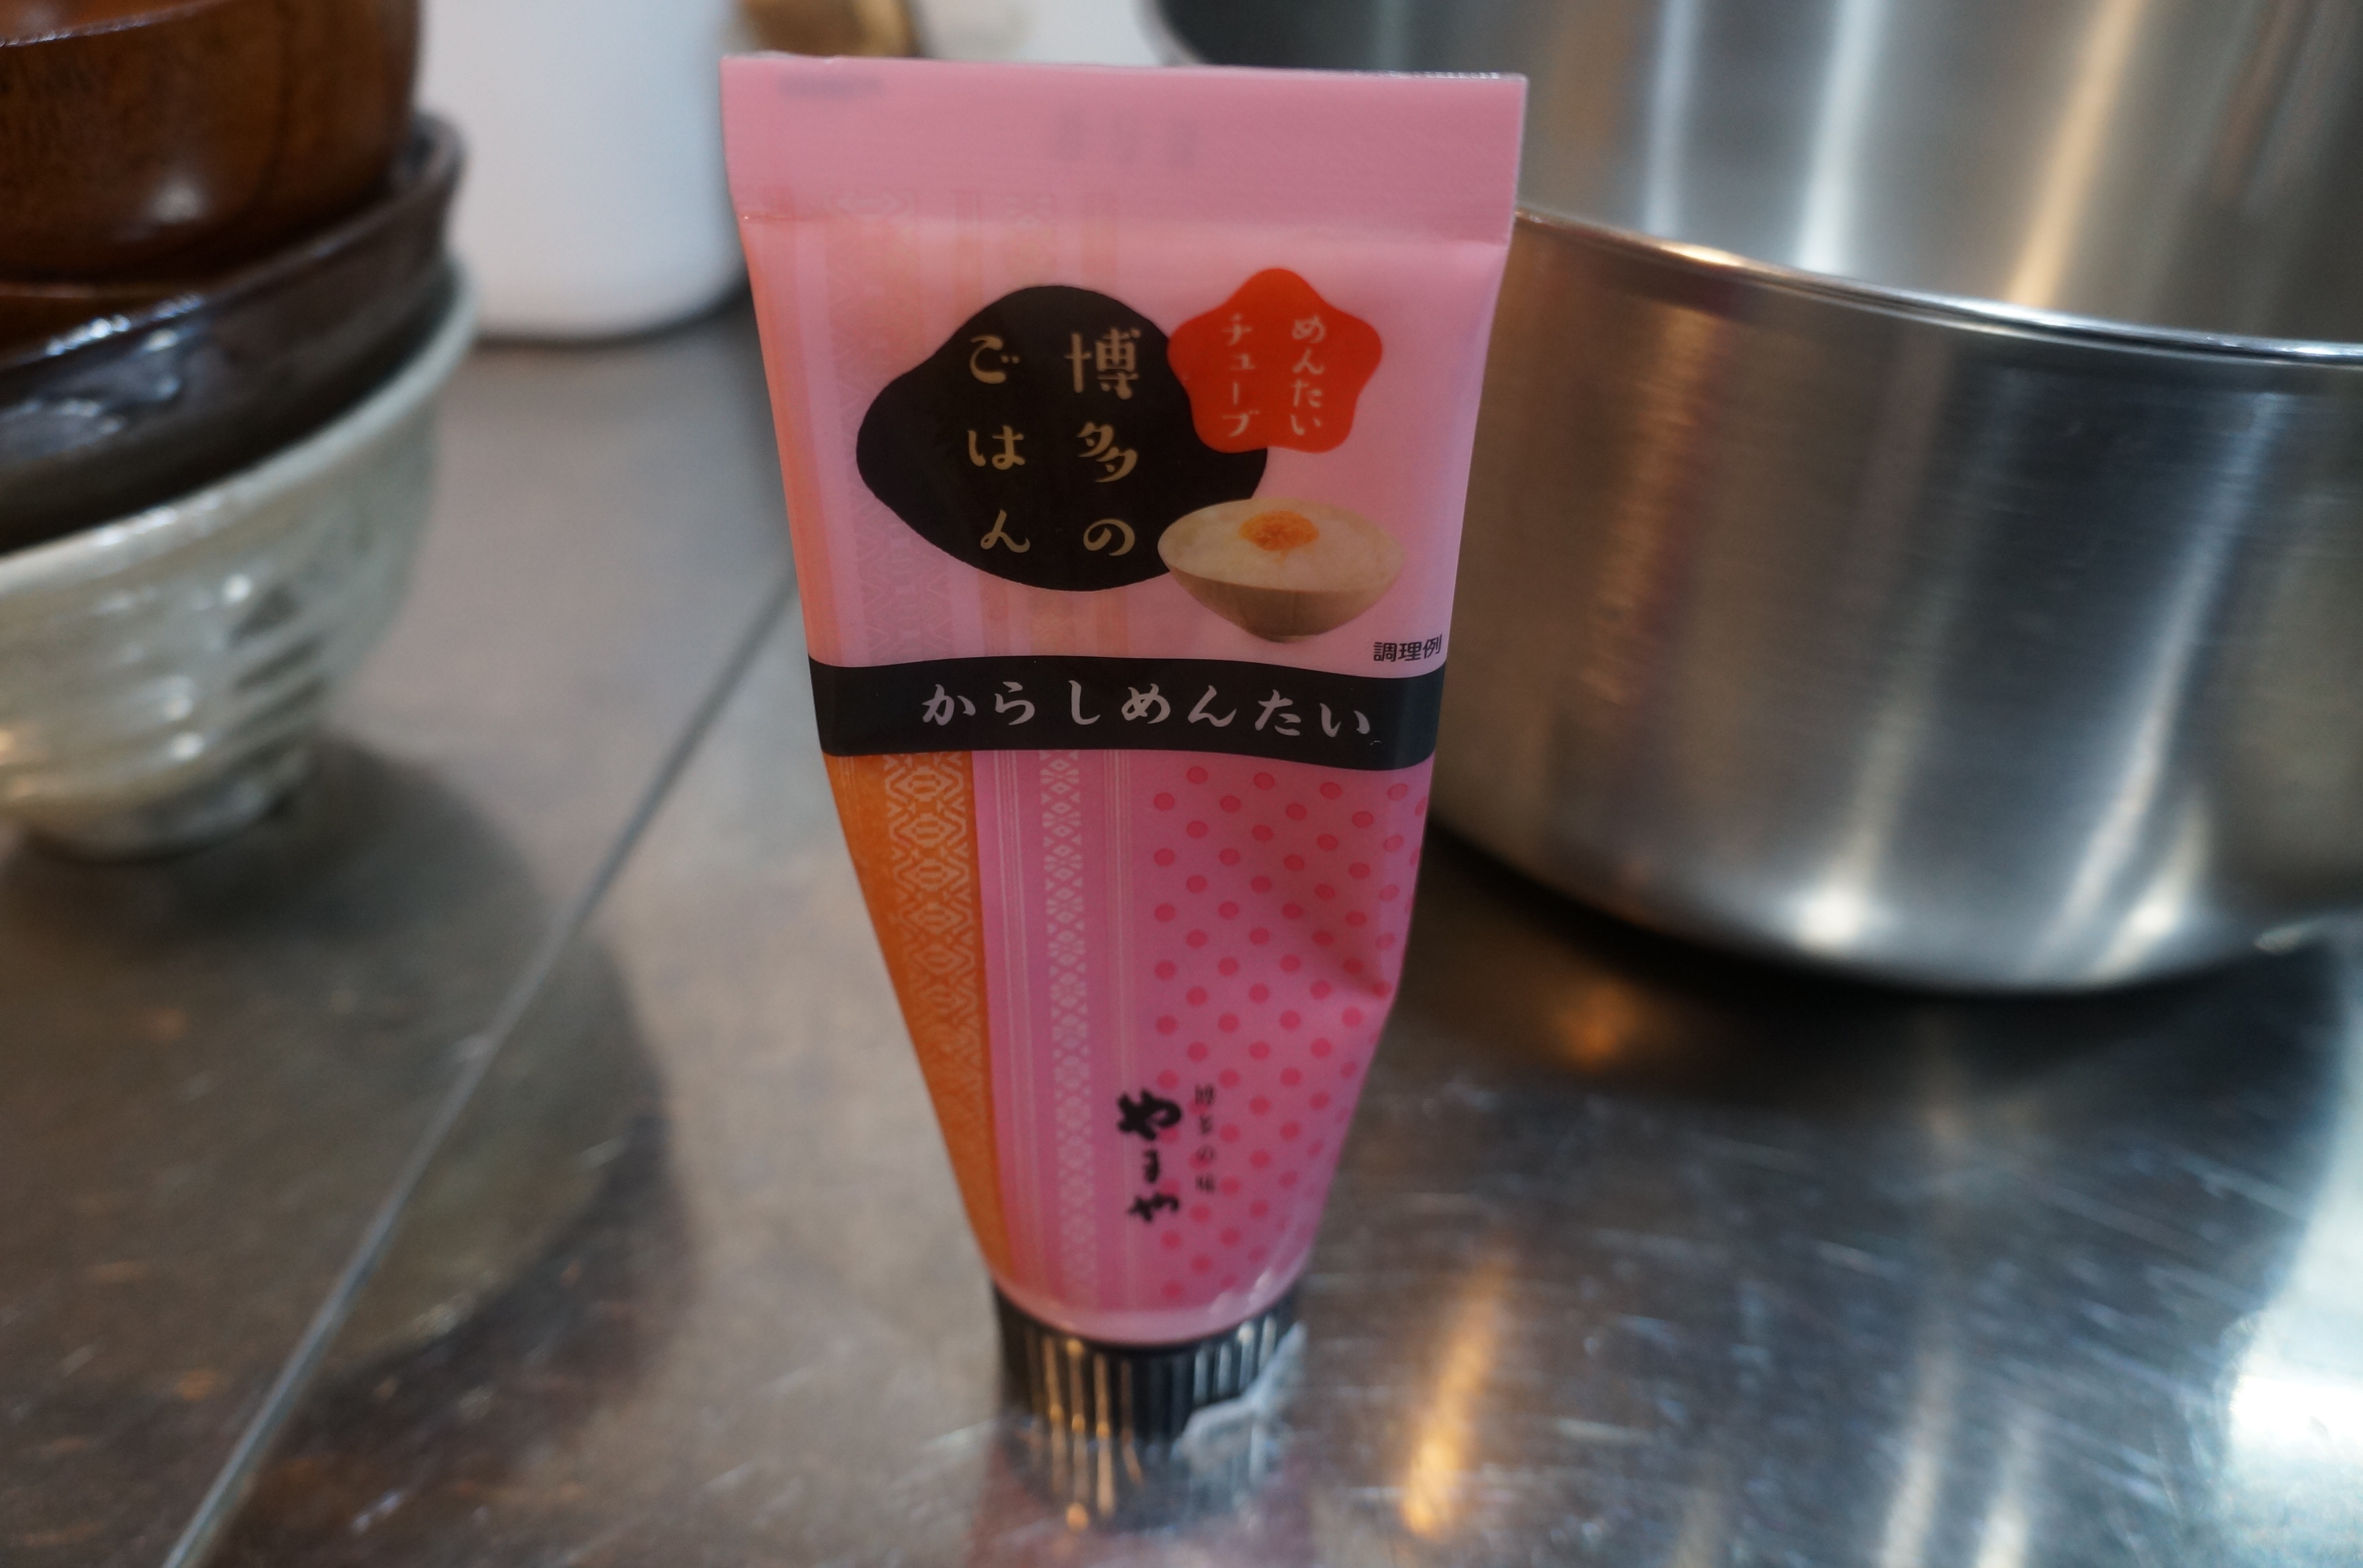 めんたい
チューブ
博多の
ごはん
調理例
からしめんたい
博多の味
やまや